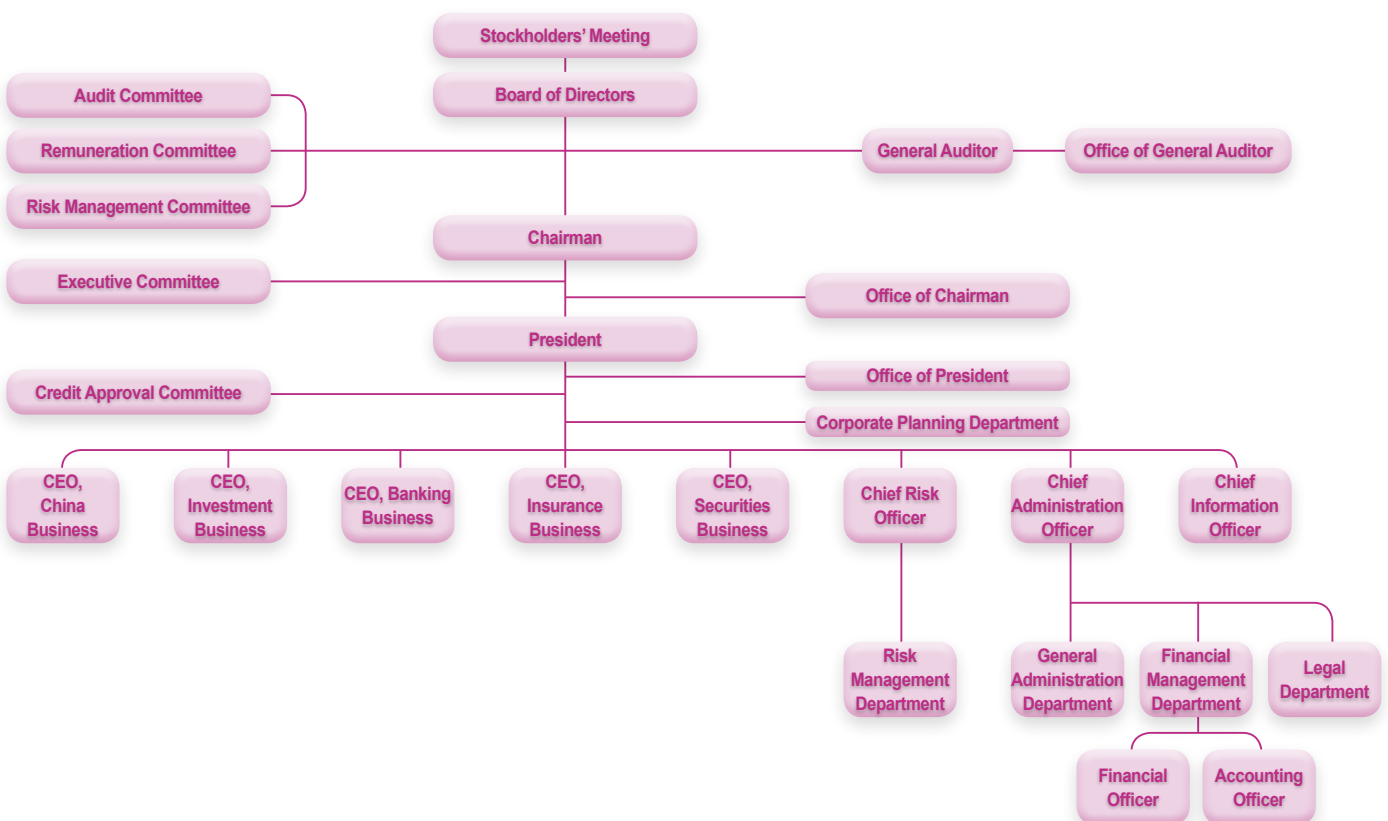 Stockholders' Meeting
Board of Directors
Audit Committee
Remuneration Committee
Risk Management Committee
General Auditor
Office of General Auditor
Chairman
Executive Committee
Office of Chairman
President
Office of President
Credit Approval Committee
Corporate Planning Department
CEO,
China
Business
CEO,
Investment
Business
CEO, Banking
Business
CEO,
Insurance
Business
CEO,
Securities
Business
Chief Risk
Officer
Chief
Administration
Officer
Chief
Information
Officer
Risk
Management
Department
General
Administration
Department
Financial
Management
Department
Legal
Department
Financial
Officer
Accounting
Officer